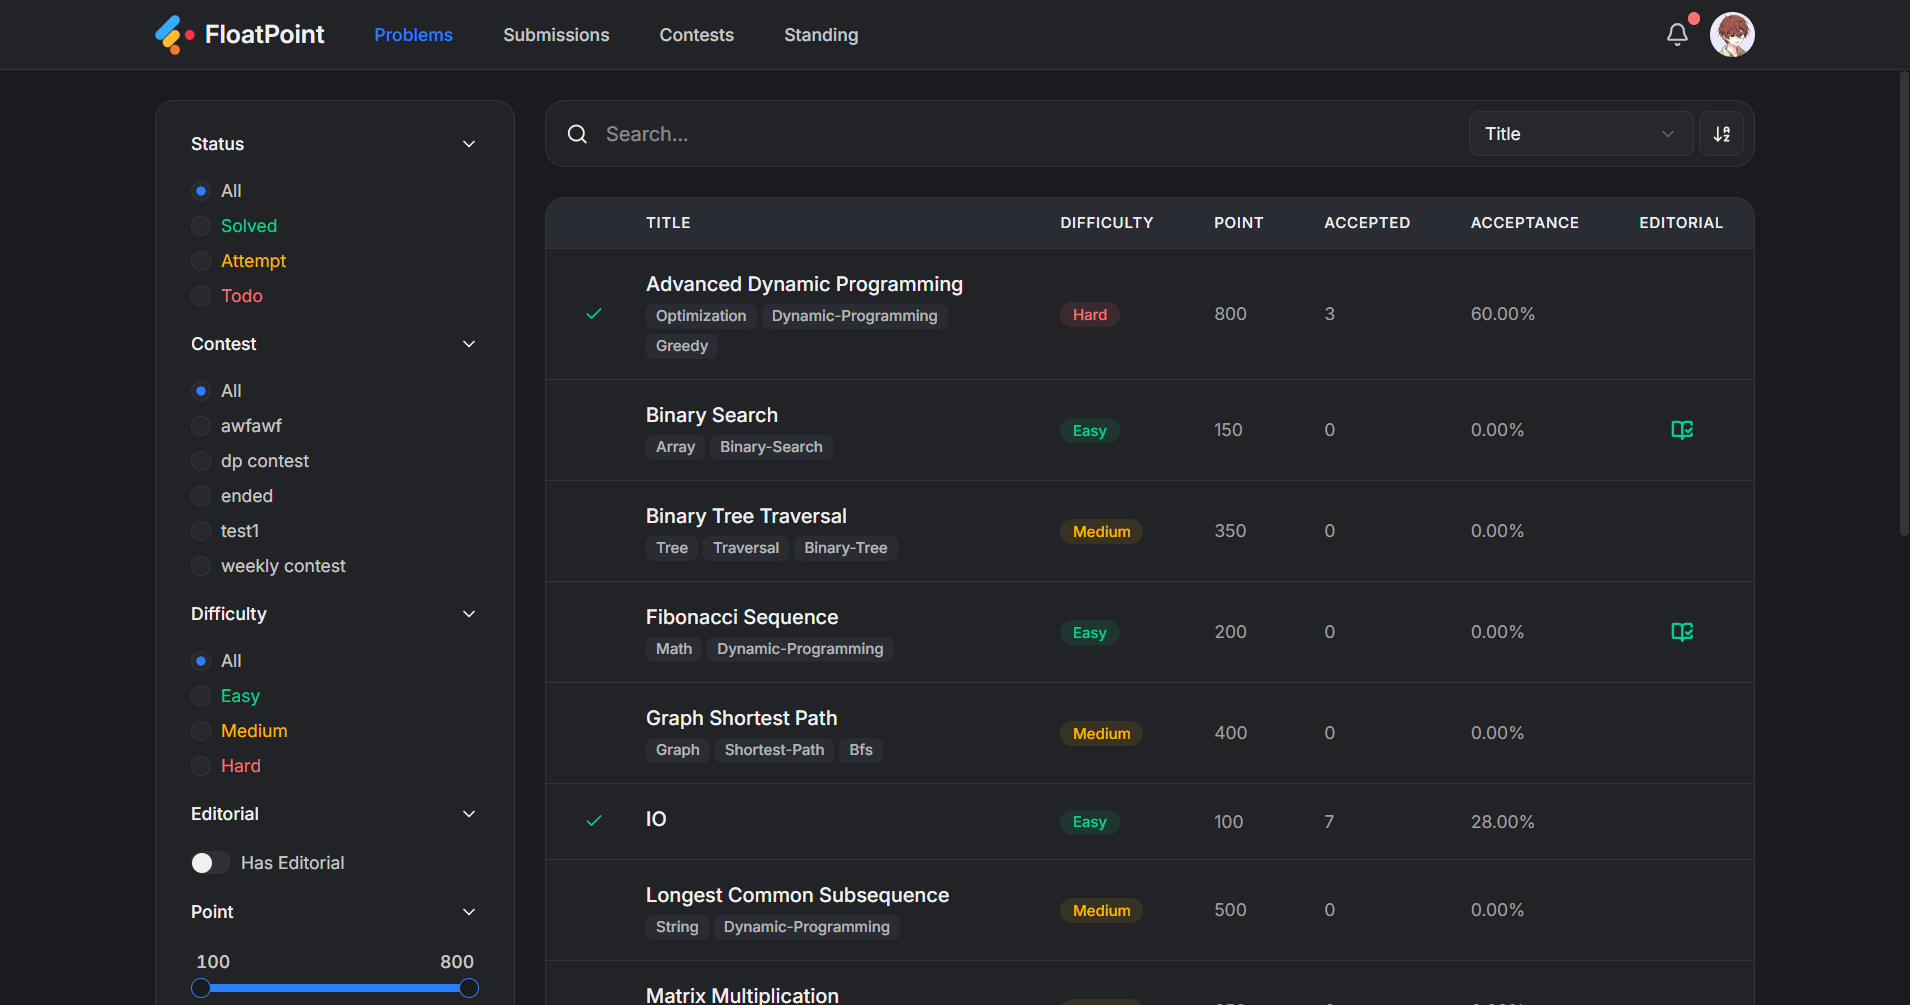 FloatPoint
Problems
Submissions
Contests
Standing
Status
All
Solved
Attempt
Todo
Contest
All
awfawf
dp contest
ended
test1
weekly contest
Difficulty
All
Easy
Medium
Hard
Editorial
Has Editorial
Point
100 800
Search...
Title
TITLE DIFFICULTY POINT ACCEPTED ACCEPTANCE EDITORIAL
Advanced Dynamic Programming
Optimization Dynamic-Programming
Greedy
Hard 800 3 60.00%
Binary Search
Array Binary-Search
Easy 150 0 0.00%
Binary Tree Traversal
Tree Traversal Binary-Tree
Medium 350 0 0.00%
Fibonacci Sequence
Math Dynamic-Programming
Easy 200 0 0.00%
Graph Shortest Path
Graph Shortest-Path Bfs
Medium 400 0 0.00%
IO
Easy 100 7 28.00%
Longest Common Subsequence
String Dynamic-Programming
Medium 500 0 0.00%
Matrix Multiplication